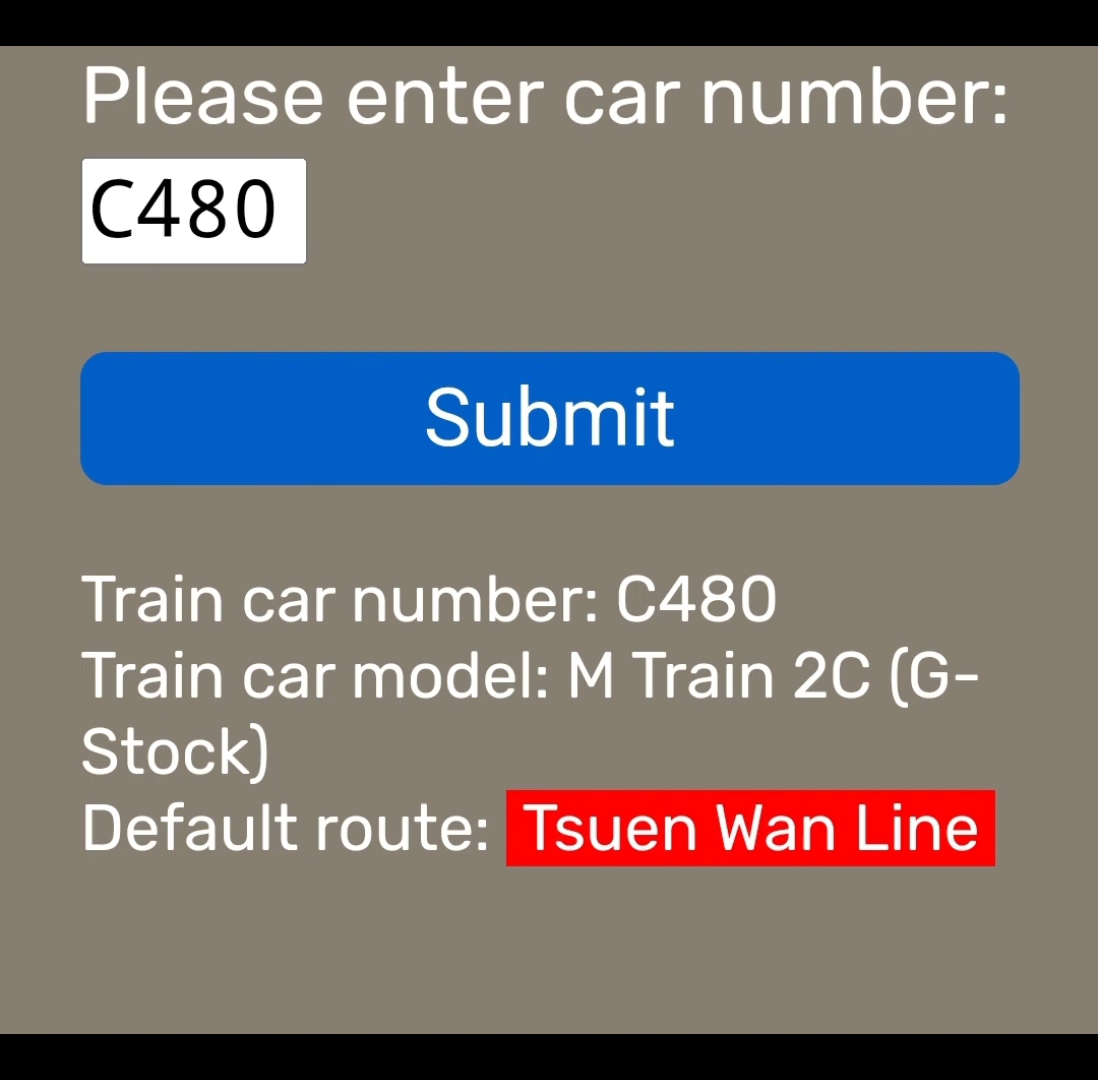 Please enter car number:
C480
Submit
Train car number: C480
Train car model: M Train 2C (G-
Stock)
Default route: Tsuen Wan Line